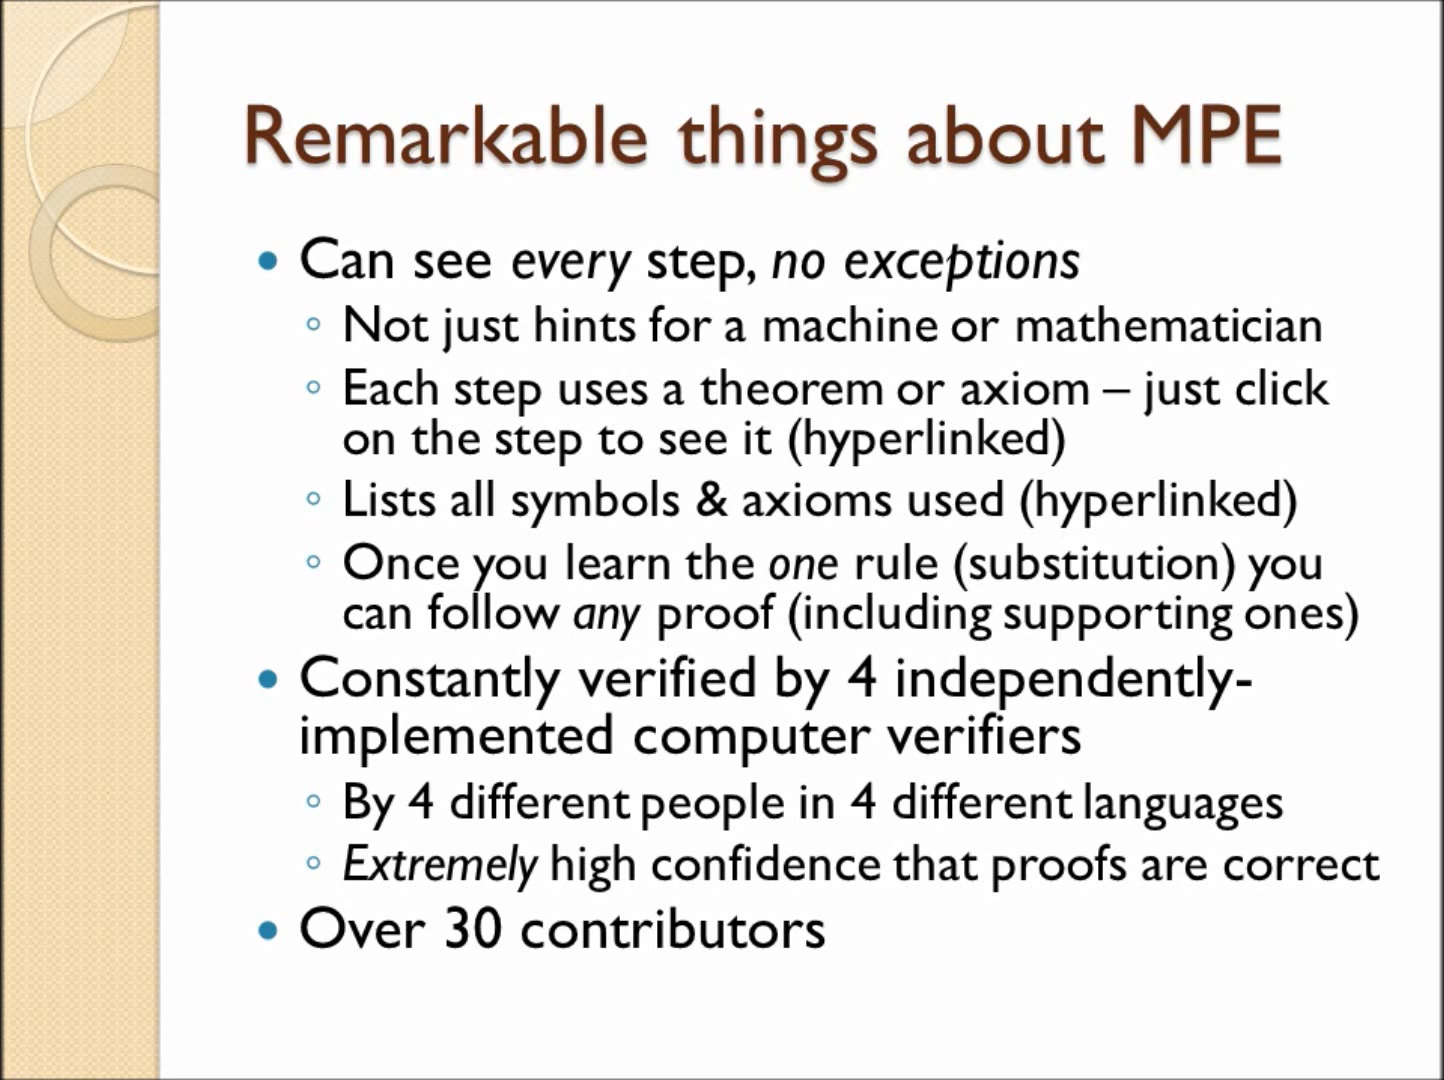 Remarkable things about MPE
• Can see every step, no exceptions
◦ Not just hints for a machine or mathematician
◦ Each step uses a theorem or axiom – just click
on the step to see it (hyperlinked)
◦ Lists all symbols & axioms used (hyperlinked)
◦ Once you learn the one rule (substitution) you
can follow any proof (including supporting ones)
• Constantly verified by 4 independently-
implemented computer verifiers
◦ By 4 different people in 4 different languages
◦ Extremely high confidence that proofs are correct
• Over 30 contributors